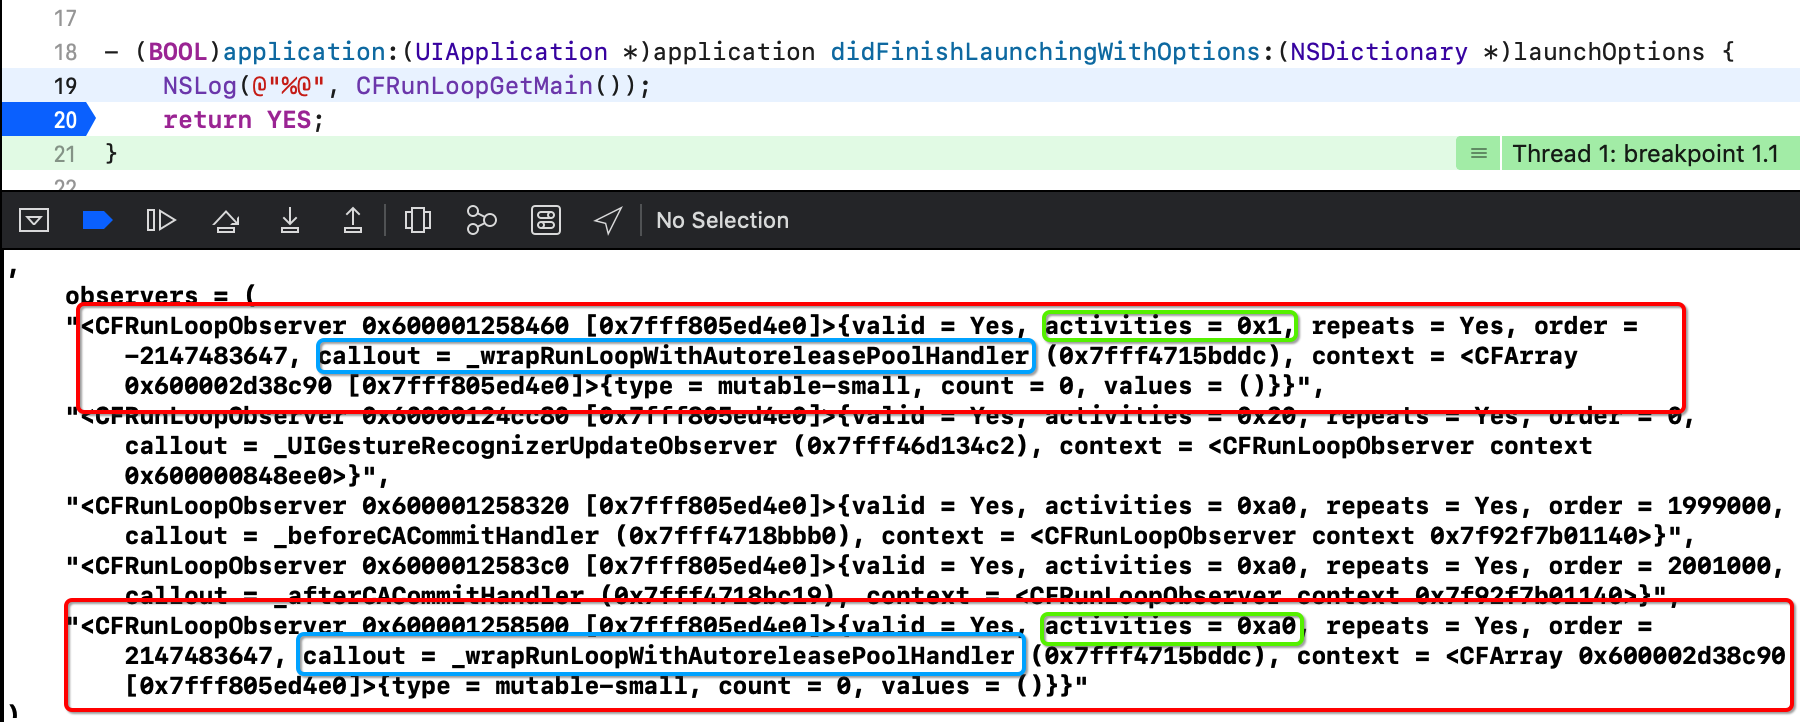 17
18 - (BOOL)application:(UIApplication *)application didFinishLaunchingWithOptions:(NSDictionary *)launchOptions {
19 NSLog(@"%@", CFRunLoopGetMain());
20 return YES;
21 } Thread 1: breakpoint 1.1
22
No Selection
,
observers = (
"<CFRunLoopObserver 0x600001258460 [0x7fff805ed4e0]>{valid = Yes, activities = 0x1, repeats = Yes, order =
-2147483647, callout = _wrapRunLoopWithAutoreleasePoolHandler (0x7fff4715bddc), context = <CFArray
0x600002d38c90 [0x7fff805ed4e0]>{type = mutable-small, count = 0, values = ()}}",
"<CFRunLoopObserver 0x60000124cc80 [0x7fff805ed4e0]>{valid = Yes, activities = 0x20, repeats = Yes, order = 0,
callout = _UIGestureRecognizerUpdateObserver (0x7fff46d134c2), context = <CFRunLoopObserver context
0x600000848ee0>}",
"<CFRunLoopObserver 0x600001258320 [0x7fff805ed4e0]>{valid = Yes, activities = 0xa0, repeats = Yes, order = 1999000,
callout = _beforeCACommitHandler (0x7fff4718bbb0), context = <CFRunLoopObserver context 0x7f92f7b01140>}",
"<CFRunLoopObserver 0x6000012583c0 [0x7fff805ed4e0]>{valid = Yes, activities = 0xa0, repeats = Yes, order = 2001000,
callout = _afterCACommitHandler (0x7fff4718bc19), context = <CFRunLoopObserver context 0x7f92f7b01140>}",
"<CFRunLoopObserver 0x600001258500 [0x7fff805ed4e0]>{valid = Yes, activities = 0xa0, repeats = Yes, order =
2147483647, callout = _wrapRunLoopWithAutoreleasePoolHandler (0x7fff4715bddc), context = <CFArray 0x600002d38c90
[0x7fff805ed4e0]>{type = mutable-small, count = 0, values = ()}}"
)